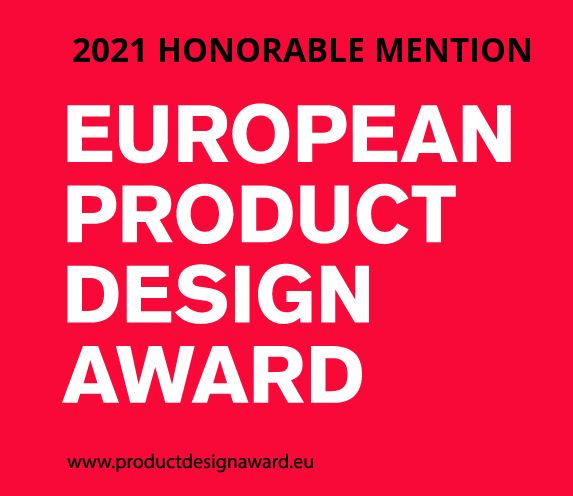 2021 HONORABLE MENTION
EUROPEAN
PRODUCT
DESIGN
AWARD
www.productdesignaward.eu